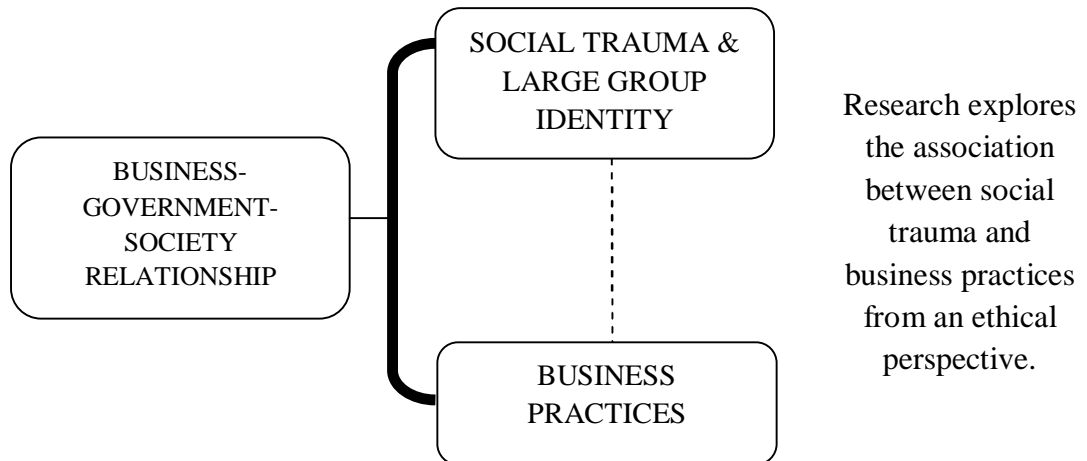 BUSINESS-
GOVERNMENT-
SOCIETY
RELATIONSHIP
SOCIAL TRAUMA &
LARGE GROUP
IDENTITY
BUSINESS
PRACTICES
Research explores
the association
between social
trauma and
business practices
from an ethical
perspective.